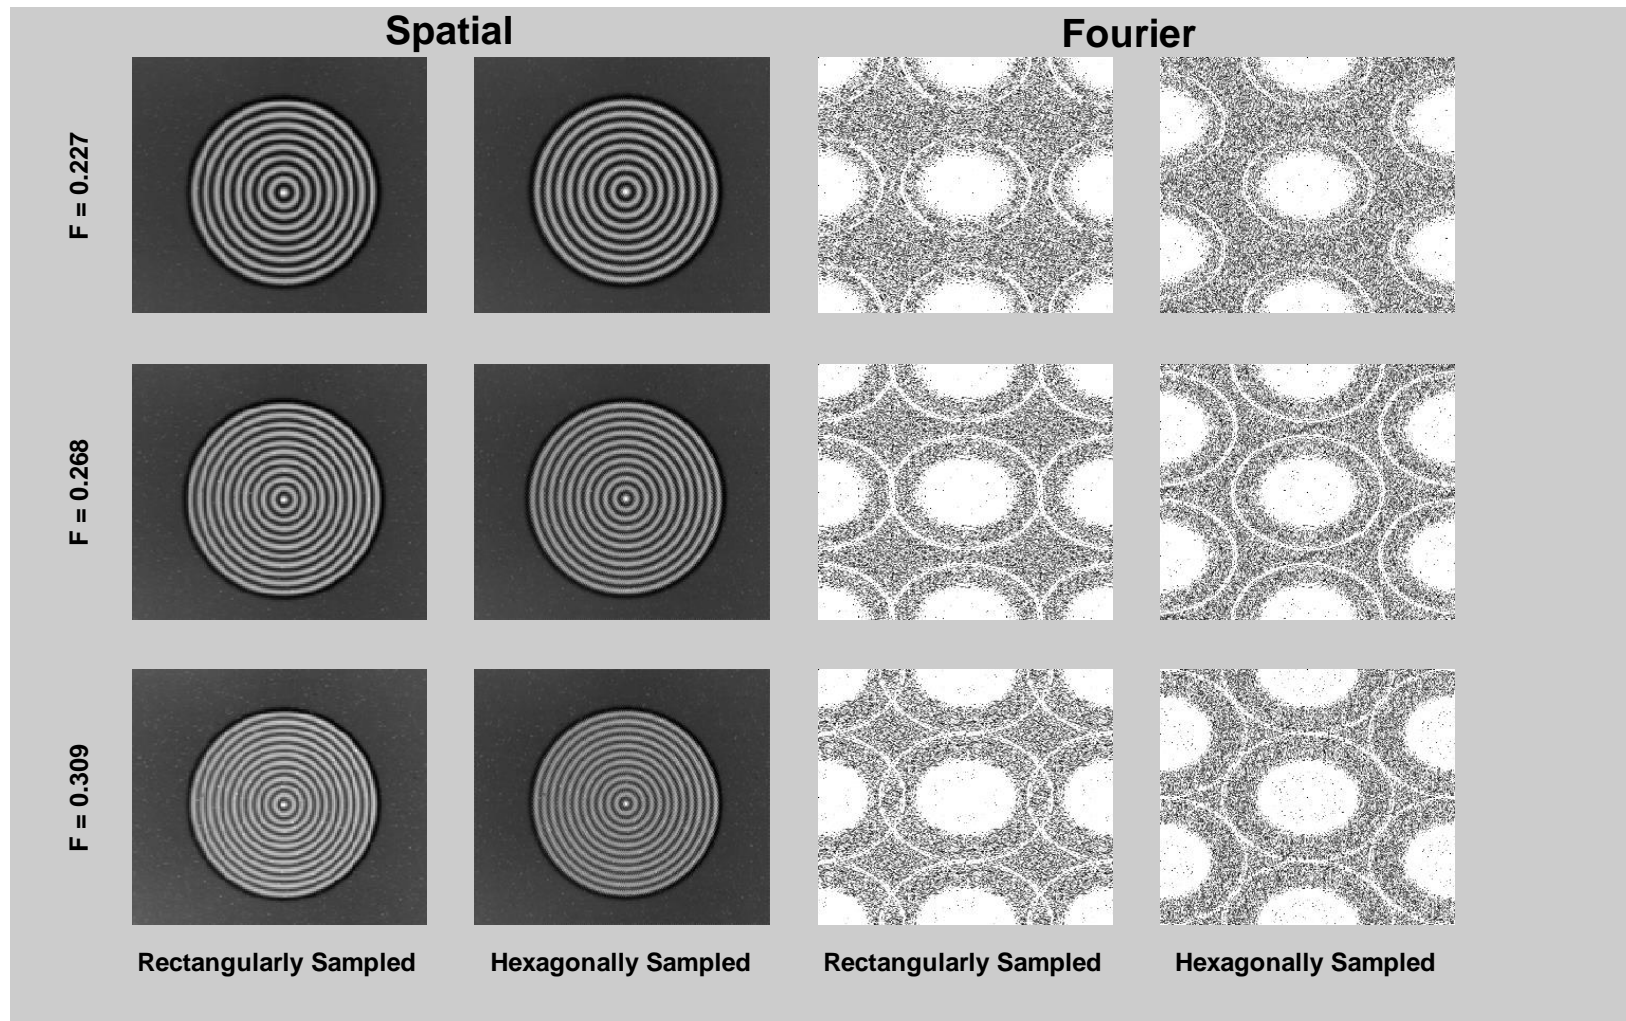 Spatial
Fourier
F = 0.227
F = 0.268
F = 0.309
Rectangularly Sampled
Hexagonally Sampled
Rectangularly Sampled
Hexagonally Sampled